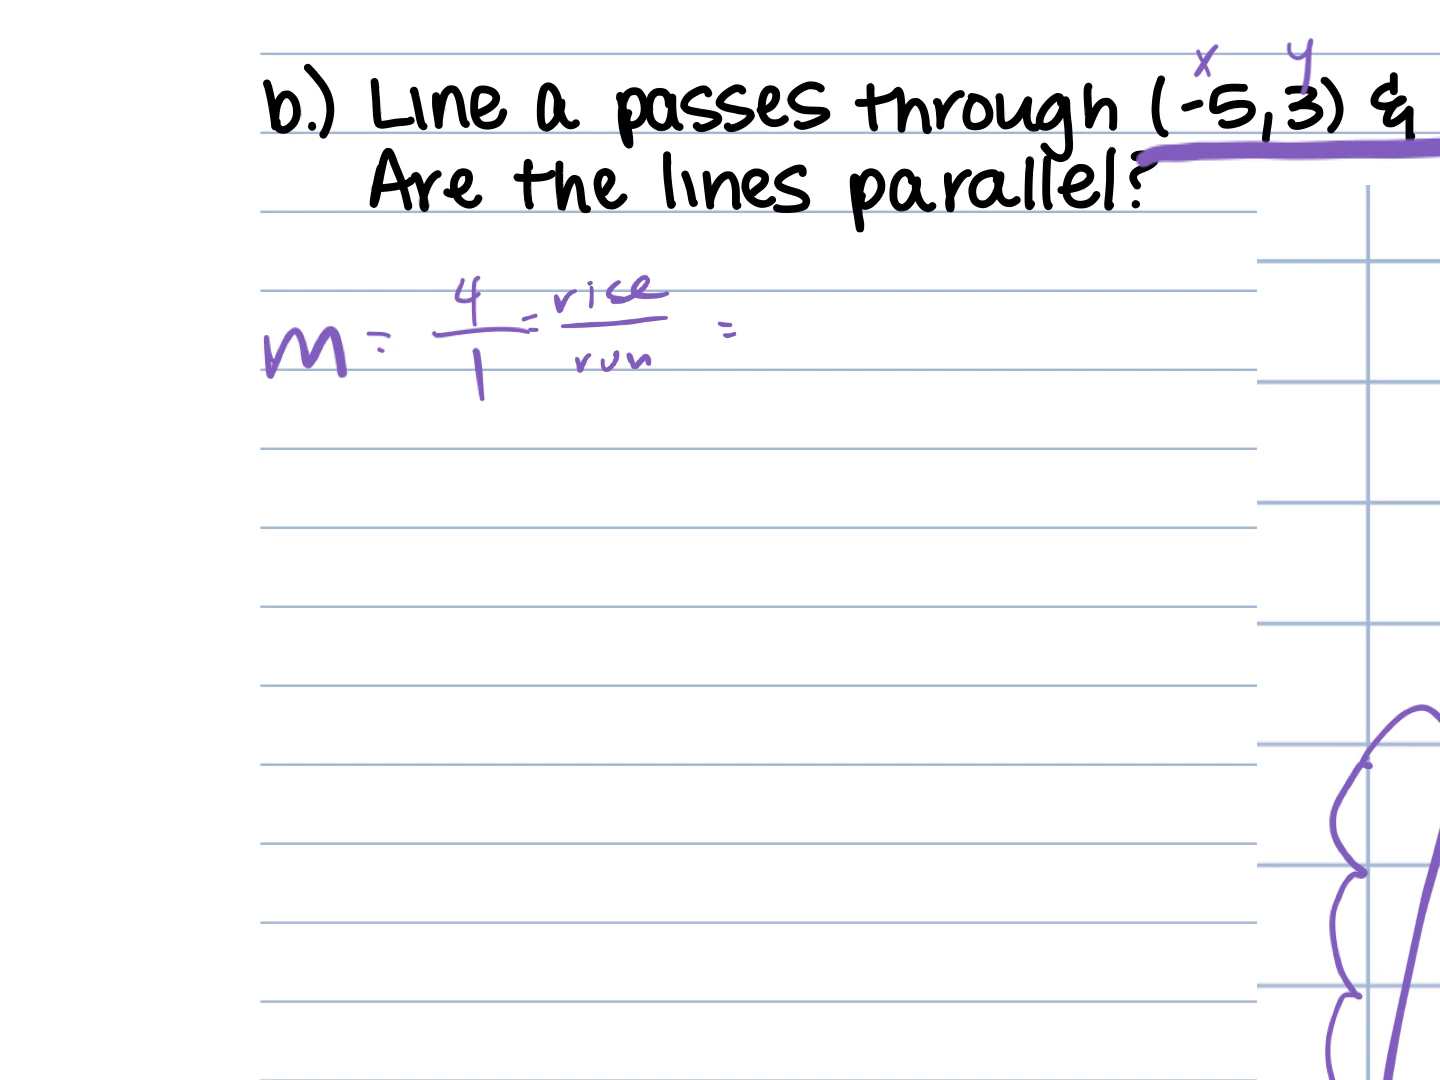 x y
b.) Line a passes through (-5,3) &
Are the lines parallel?
m = 4/1 = rise/run =